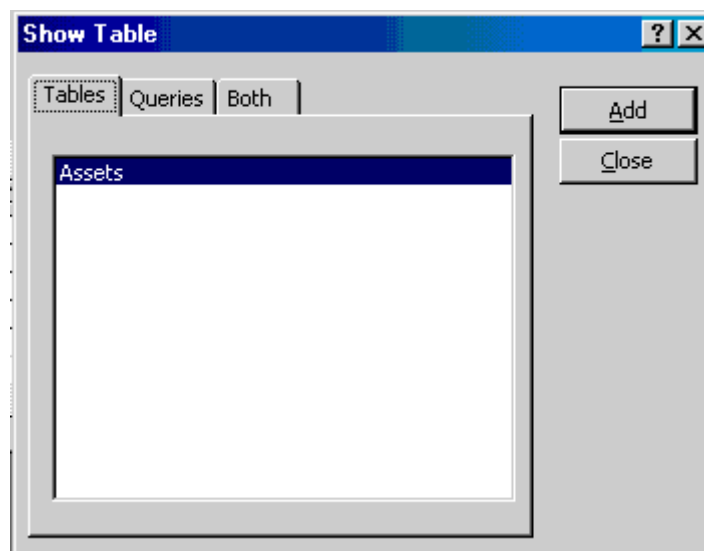 Show Table
Tables Queries Both
Add
Close
Assets